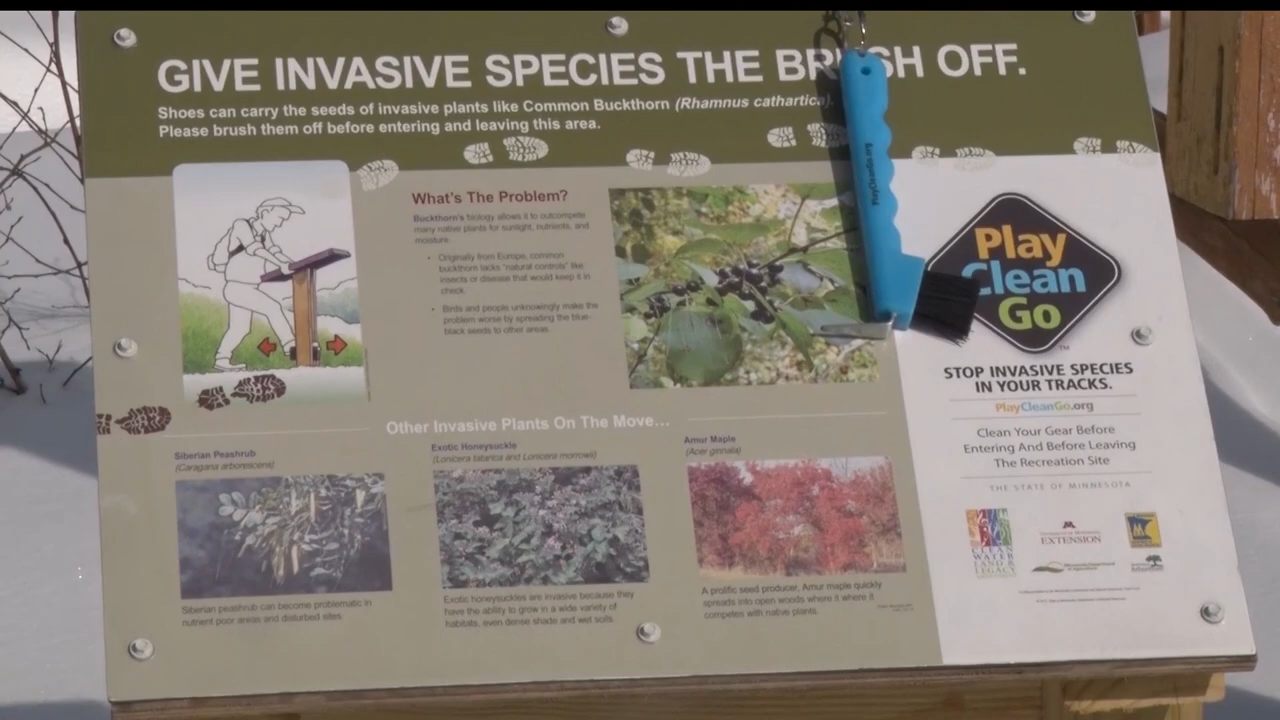 GIVE INVASIVE SPECIES THE BRUSH OFF.
Shoes can carry the seeds of invasive plants like Common Buckthorn (Rhamnus cathartica).
Please brush them off before entering and leaving this area.
What's The Problem?
Buckthorn's biology allows it to outcompete
many native plants for sunlight, nutrients, and
moisture.
• Originally from Europe, common
buckthorn lacks "natural controls" like
insects or disease that would keep it in
check.
• Birds and people unknowingly make the
problem worse by spreading the blue-
black seeds to other areas.
PlayCleanGo.org
Play
Clean
Go
TM
STOP INVASIVE SPECIES
IN YOUR TRACKS.
PlayCleanGo.org
Clean Your Gear Before
Entering And Before Leaving
The Recreation Site
THE STATE OF MINNESOTA
CLEAN
WATER
LAND &
LEGACY
EXTENSION
Other Invasive Plants On The Move...
Siberian Peashrub
(Caragana arborescens)
Siberian peashrub can become problematic in
nutrient poor areas and disturbed sites.
Exotic Honeysuckle
(Lonicera tatarica and Lonicera morrowii)
Exotic honeysuckles are invasive because they
have the ability to grow in a wide variety of
habitats, even dense shade and wet soils.
Amur Maple
(Acer ginnala)
A prolific seed producer, Amur maple quickly
spreads into open woods where it where it
competes with native plants.